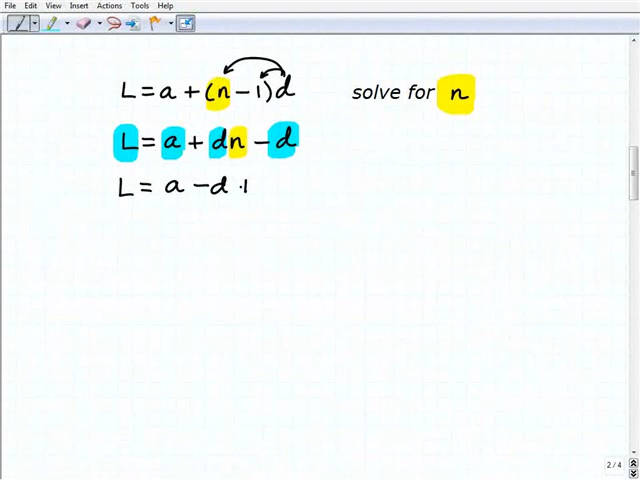 File Edit View Insert Actions Tools Help
L = a + (n − 1)d solve for n
L = a + dn − d
L = a − d
2 / 4